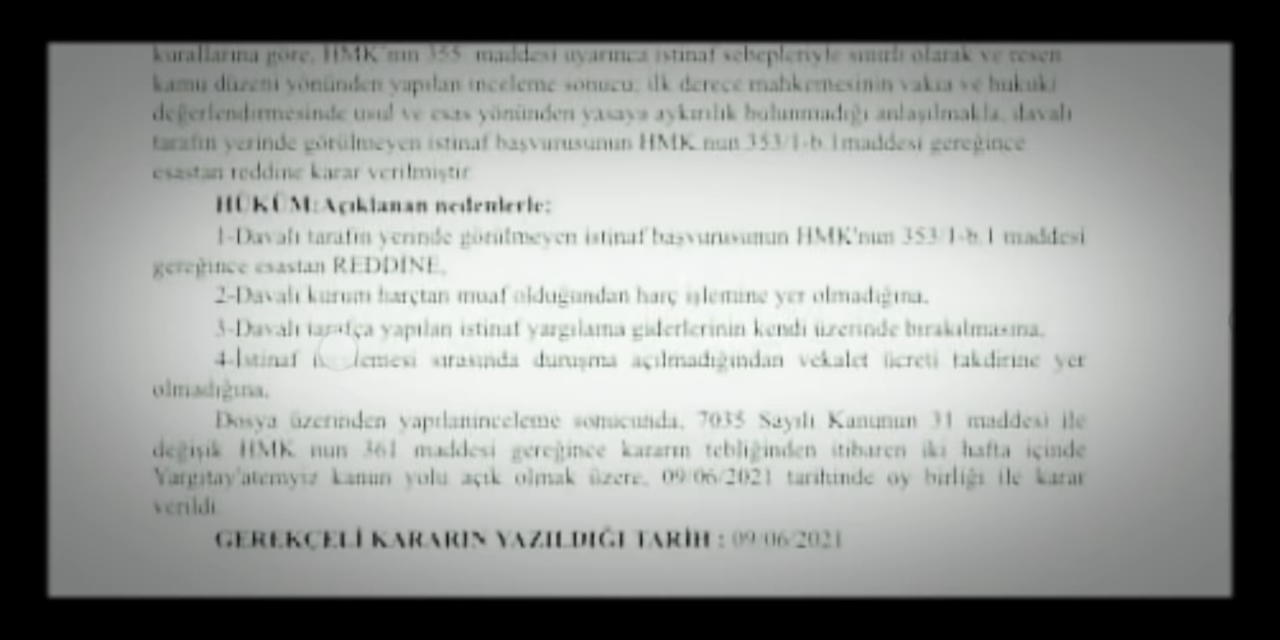 kurallarına göre, HMK'nın 355. maddesi uyarınca istinaf sebepleriyle sınırlı olarak ve resen
kamu düzeni yönünden yapılan inceleme sonucu; ilk derece mahkemesinin vakıa ve hukuki
değerlendirmesinde usul ve esas yönünden yasaya aykırılık bulunmadığı anlaşılmakla, davalı
tarafın yerinde görülmeyen istinaf başvurusunun HMK.nun 353/1-b.1maddesi gereğince
esastan reddine karar verilmiştir.
HÜKÜM:Açıklanan nedenlerle;
1-Davalı tarafın yerinde görülmeyen istinaf başvurusunun HMK'nun 353/1-b.1 maddesi
gereğince esastan REDDİNE,
2-Davalı kurum harçtan muaf olduğundan harç işlemine yer olmadığına,
3-Davalı tarafça yapılan istinaf yargılama giderlerinin kendi üzerinde bırakılmasına,
4-İstinaf sırasında duruşma açılmadığından vekalet ücreti takdirine yer
olmadığına,
Dosya üzerinden yapılaninceleme sonucunda, 7035 Sayılı Kanunun 31 maddesi ile
değişik HMK nun 361 maddesi gereğince kararın tebliğinden itibaren iki hafta içinde
Yargıtay'atemyiz kanun yolu açık olmak üzere, 09/06/2021 tarihinde oy birliği ile karar
verildi.
GEREKÇELİ KARARIN YAZILDIĞI TARİH : 09/06/2021